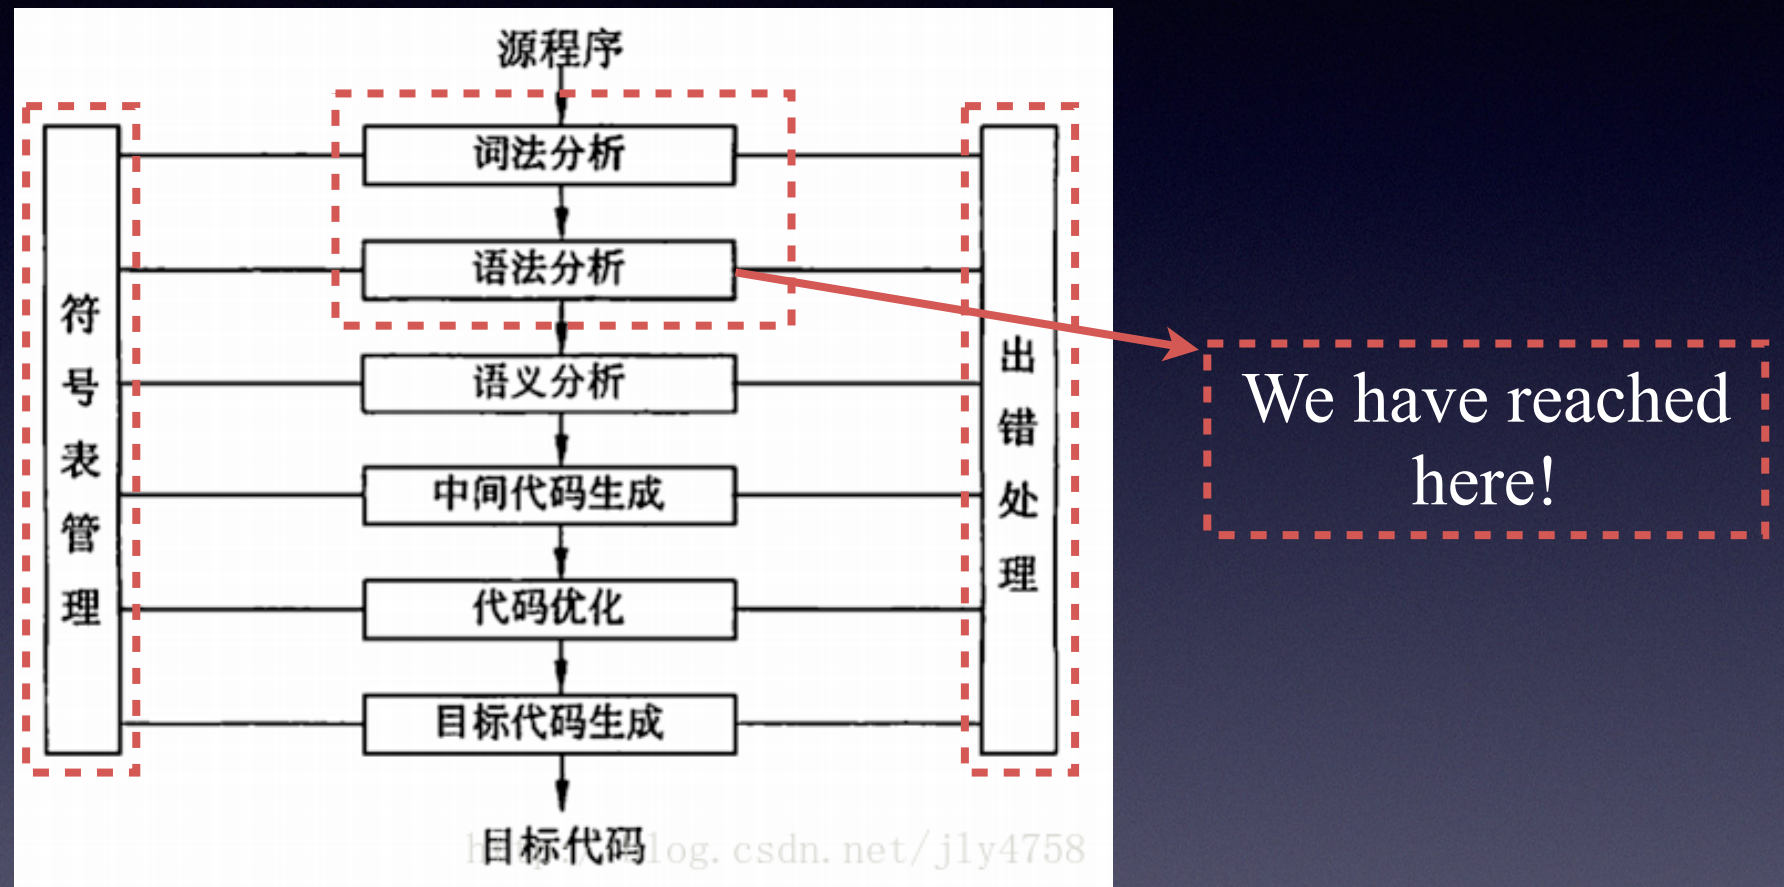 源程序
词法分析
语法分析
语义分析
中间代码生成
代码优化
目标代码生成
目标代码
符号表管理
出错处理
We have reached
here!
log.csdn.net/jly4758